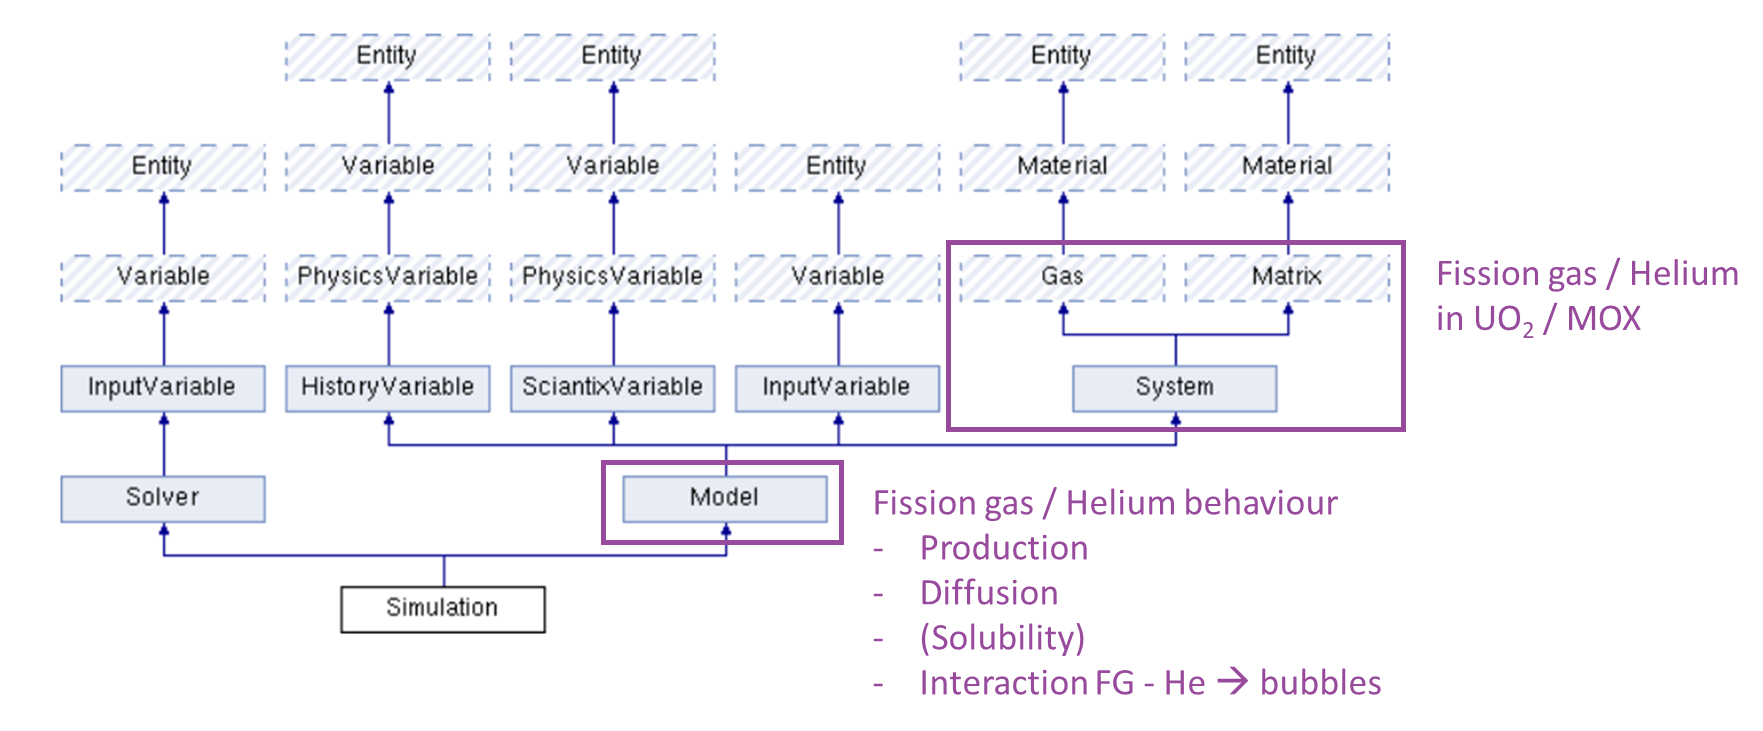 Entity
Entity
Entity
Entity
Entity
Variable
Variable
Entity
Material
Material
Variable
PhysicsVariable
PhysicsVariable
Variable
Gas
Matrix
Fission gas / Helium
in UO₂ / MOX
InputVariable
HistoryVariable
SciantixVariable
InputVariable
System
Solver
Model
Fission gas / Helium behaviour
- Production
- Diffusion
- (Solubility)
- Interaction FG - He → bubbles
Simulation